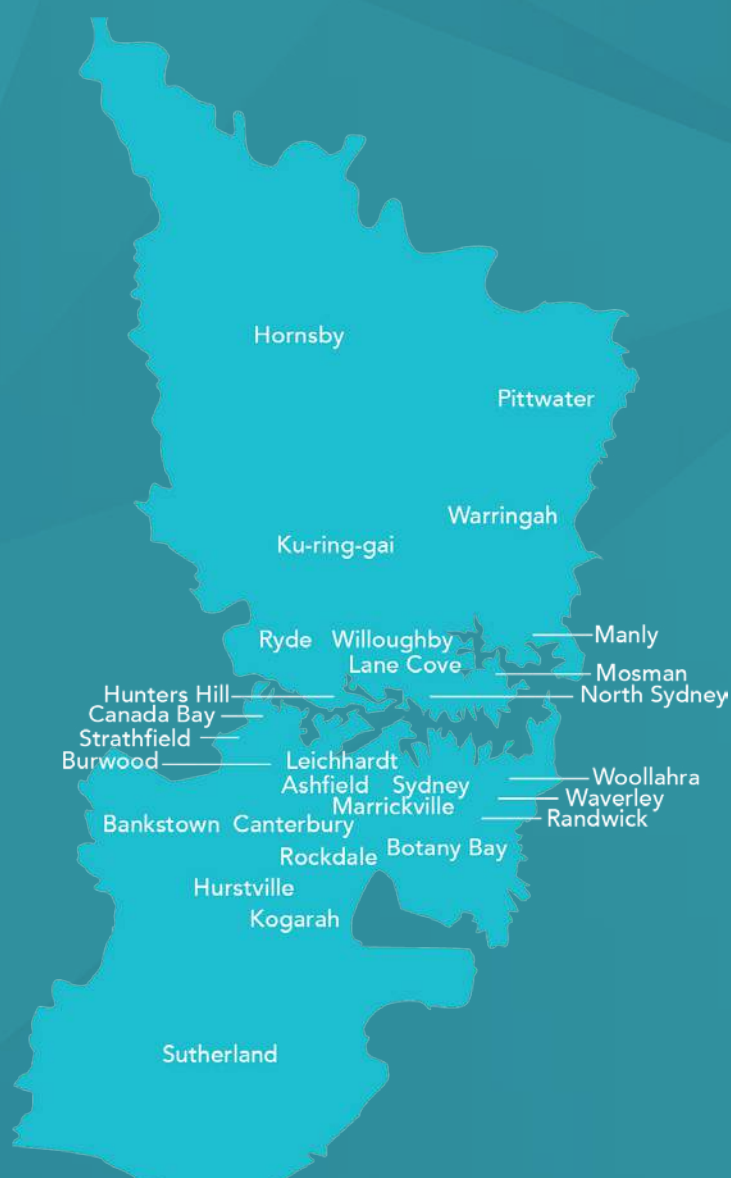 Hornsby
Pittwater
Warringah
Ku-ring-gai
Ryde Willoughby Manly
Lane Cove
Mosman
Hunters Hill North Sydney
Canada Bay
Strathfield
Burwood Leichhardt
Woollahra
Ashfield Sydney
Waverley
Marrickville
Randwick
Bankstown Canterbury
Botany Bay
Rockdale
Hurstville
Kogarah
Sutherland